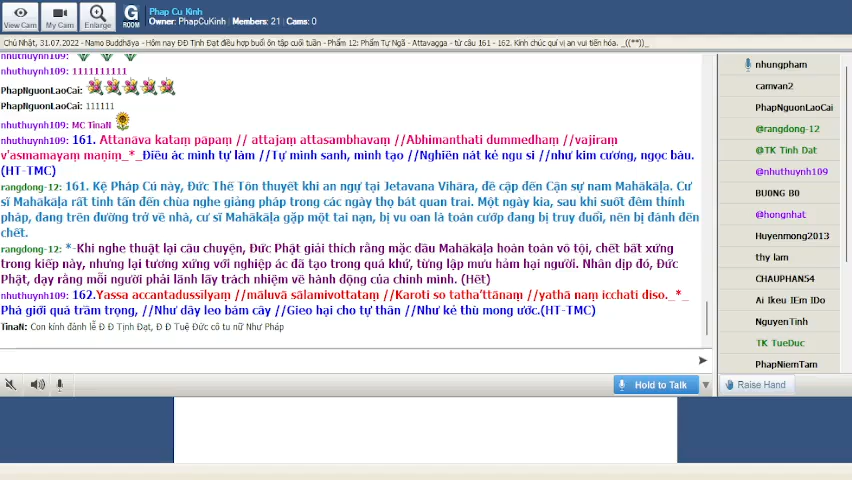 View Cam
My Cam
Enlarge
G
ROOM
Phap Cu Kinh
Owner: PhapCuKinh | Members: 21 | Cams: 0
Chủ Nhật, 31.07.2022 - Namo Buddhāya - Hôm nay ĐĐ Tịnh Đạt điều hợp buổi ôn tập cuối tuần - Phẩm 12: Phẩm Tự Ngã - Attavagga - từ câu 161 - 162. Kính chúc quí vị an vui tiến hóa. _((**))_
nhuthuynh109:
nhuthuynh109: 1111111111
PhapNguonLaoCai:
PhapNguonLaoCai: 111111
nhuthuynh109: MC TinaN
nhuthuynh109: 161. Attanāva kataṃ pāpaṃ // attajaṃ attasambhavaṃ //Abhimanthati dummedhaṃ //vajiraṃ
v'asmamayaṃ maṇiṃ_*_Điều ác mình tự làm //Tự mình sanh, mình tạo //Nghiền nát kẻ ngu si //như kim cương, ngọc báu.
(HT-TMC)
rangdong-12: 161. Kệ Pháp Cú này, Đức Thế Tôn thuyết khi an ngự tại Jetavana Vihāra, đề cập đến Cận sự nam Mahākāḷa. Cư
sĩ Mahākāḷa rất tinh tấn đến chùa nghe giảng pháp trong các ngày thọ bát quan trai. Một ngày kia, sau khi suốt đêm thính
pháp, đang trên đường trở về nhà, cư sĩ Mahākāḷa gặp một tai nạn, bị vu oan là toán cướp đang bị truy đuổi, nên bị đánh đến
chết.
rangdong-12: *-Khi nghe thuật lại câu chuyện, Đức Phật giải thích rằng mặc dầu Mahākāḷa hoàn toàn vô tội, chết bất xứng
trong kiếp này, nhưng lại tương xứng với nghiệp ác đã tạo trong quá khứ, từng lập mưu hãm hại người. Nhân dịp đó, Đức
Phật, dạy rằng mỗi người phải lãnh lấy trách nhiệm về hành động của chính mình. (Hết)
nhuthuynh109: 162.Yassa accantadussīlyaṃ //māluvā sālamivottataṃ //Karoti so tatha'ttānaṃ //yathā naṃ icchati diso._*_
Phá giới quá trầm trọng, //Như dây leo bám cây //Gieo hại cho tự thân //Như kẻ thù mong ước.(HT-TMC)
TinaN: Con kính đảnh lễ Đ Đ Tịnh Đạt, Đ Đ Tuệ Đức cô tu nữ Như Pháp
Hold to Talk
nhungpham
camvan2
PhapNguonLaoCai
@rangdong-12
@TK Tinh Dat
@nhuthuynh109
BU0NG B0
@hongnhat
Huyenmong2013
thy lam
CHAUPHAN54
Ai Ikeu IEm IDo
NguyenTinh
TK TueDuc
PhapNiemTam
Raise Hand